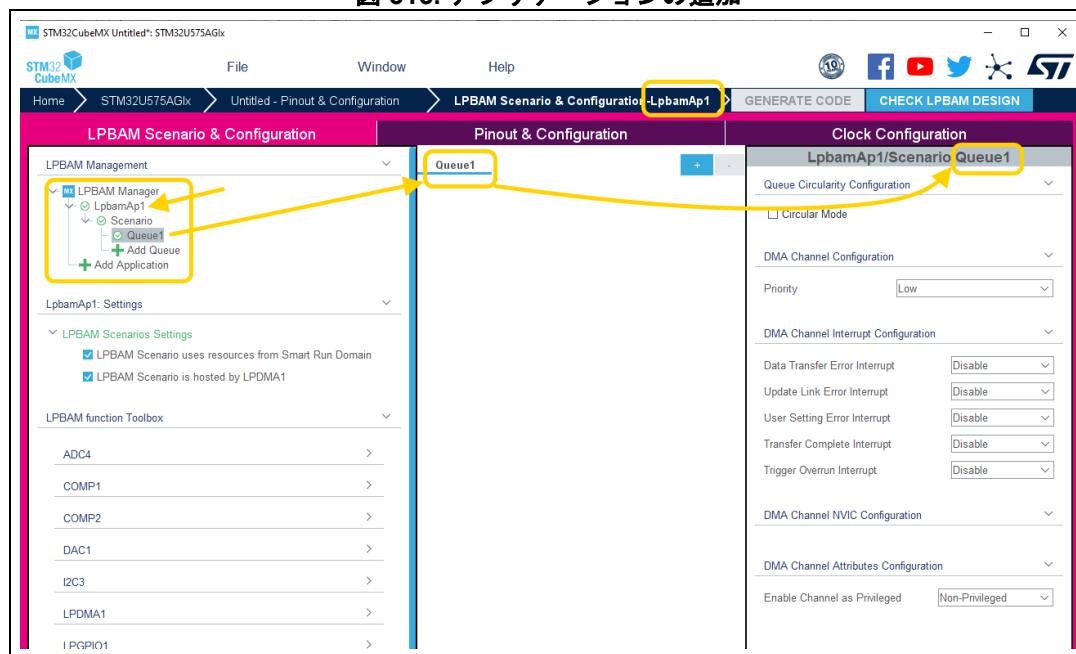 STM32CubeMX Untitled*: STM32U575AGIx
STM32 CubeMX
File Window Help
10
Home STM32U575AGIx Untitled - Pinout & Configuration LPBAM Scenario & Configuration -LpbamAp1 GENERATE CODE CHECK LPBAM DESIGN
LPBAM Scenario & Configuration Pinout & Configuration Clock Configuration
LPBAM Management
LPBAM Manager
LpbamAp1
Scenario
Queue1
Add Queue
Add Application
LpbamAp1: Settings
LPBAM Scenarios Settings
LPBAM Scenario uses resources from Smart Run Domain
LPBAM Scenario is hosted by LPDMA1
LPBAM function Toolbox
ADC4
COMP1
COMP2
DAC1
I2C3
LPDMA1
LPGPIO1
Queue1 + -
LpbamAp1/Scenario Queue1
Queue Circularity Configuration
Circular Mode
DMA Channel Configuration
Priority Low
DMA Channel Interrupt Configuration
Data Transfer Error Interrupt Disable
Update Link Error Interrupt Disable
User Setting Error Interrupt Disable
Transfer Complete Interrupt Disable
Trigger Overrun Interrupt Disable
DMA Channel NVIC Configuration
DMA Channel Attributes Configuration
Enable Channel as Privileged Non-Privileged